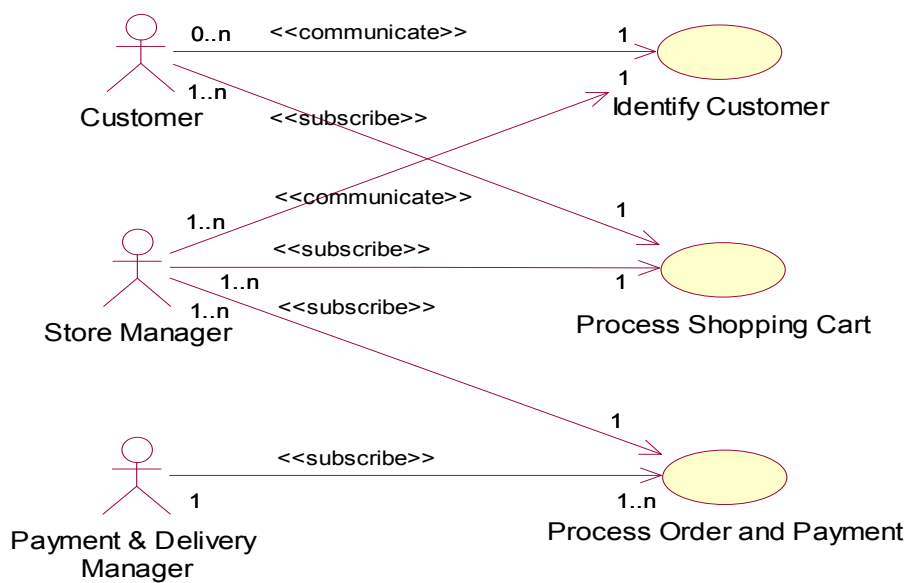 0..n <<communicate>> 1
1..n
1
Customer
<<subscribe>>
Identify Customer
1..n
<<communicate>>
1
<<subscribe>>
1..n
1
1..n
<<subscribe>>
Store Manager
Process Shopping Cart
1
<<subscribe>>
1
1..n
Process Order and Payment
Payment & Delivery
Manager